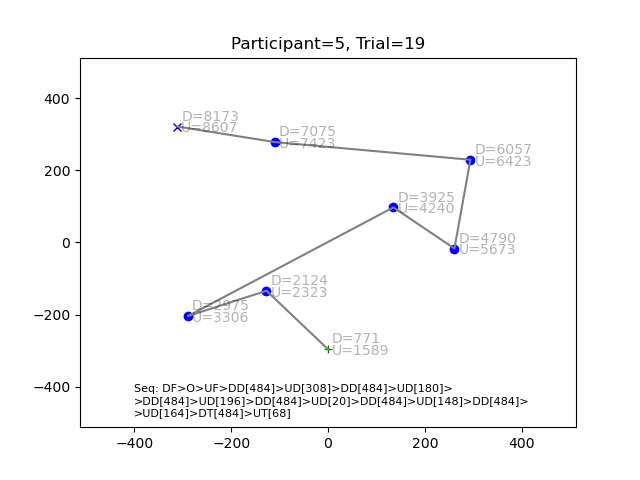 Participant=5, Trial=19
400
200
0
−200
−400
D=8173
U=8607
D=7075
U=7423
D=6057
U=6423
D=3925
U=4240
D=4790
U=5673
D=2124
U=2323
D=2975
U=3306
D=771
U=1589
Seq: DF>O>UF>DD[484]>UD[308]>DD[484]>UD[180]>
>DD[484]>UD[196]>DD[484]>UD[20]>DD[484]>UD[148]>DD[484]>
>UD[164]>DT[484]>UT[68]
−400 −200 0 200 400